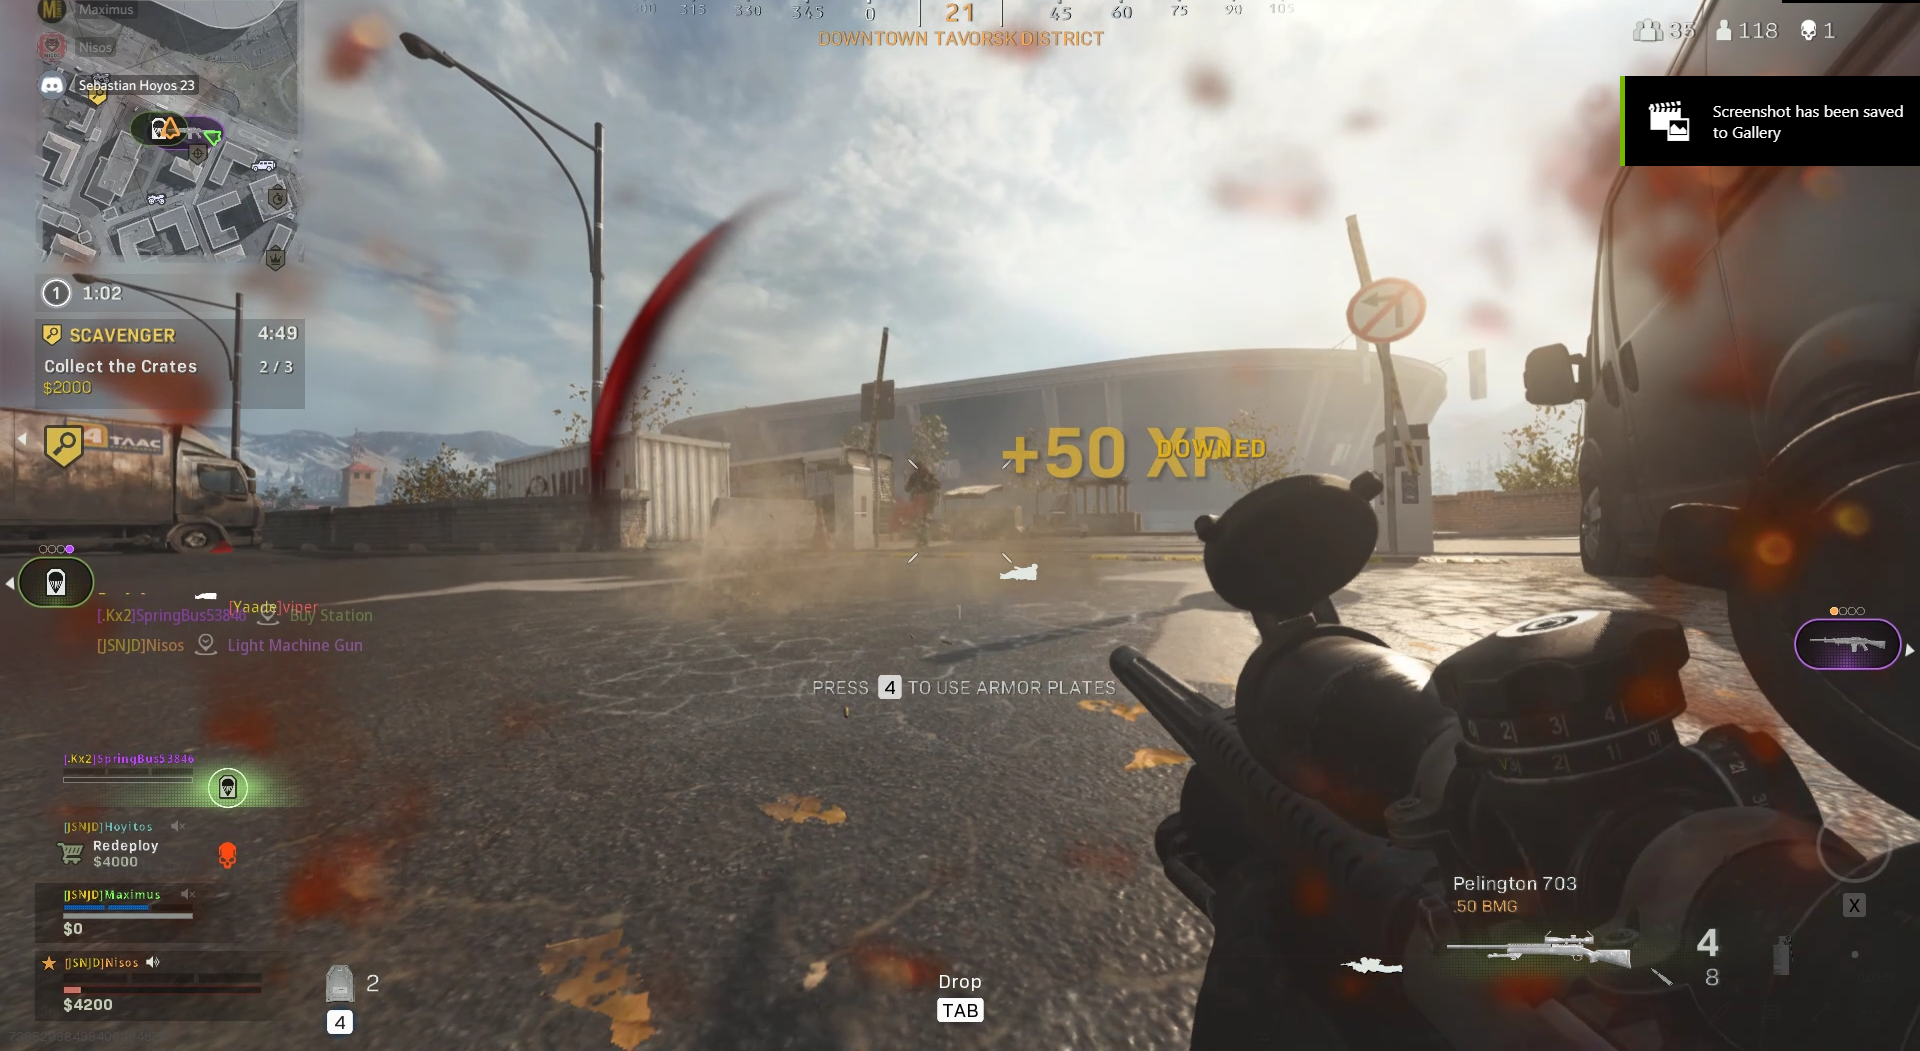 Maximus
Nisos
Sebastian Hoyos 23
315 330 345 0 21 45 60 75 90 105
DOWNTOWN TAVORSK DISTRICT
35 118 1
Screenshot has been saved
to Gallery
1 1:02
SCAVENGER 4:49
Collect the Crates 2 / 3
$2000
+50 XP
DOWNED
[Yaade]viper
[.Kx2]SpringBus53846 Buy Station
[JSNJD]Nisos Light Machine Gun
PRESS 4 TO USE ARMOR PLATES
[.Kx2]SpringBus53846
[JSNJD]Hoyitos
Redeploy
$4000
[JSNJD]Maximus
$0
[JSNJD]Nisos
$4200
2
4
Drop
TAB
Pelington 703
.50 BMG
4
8
X